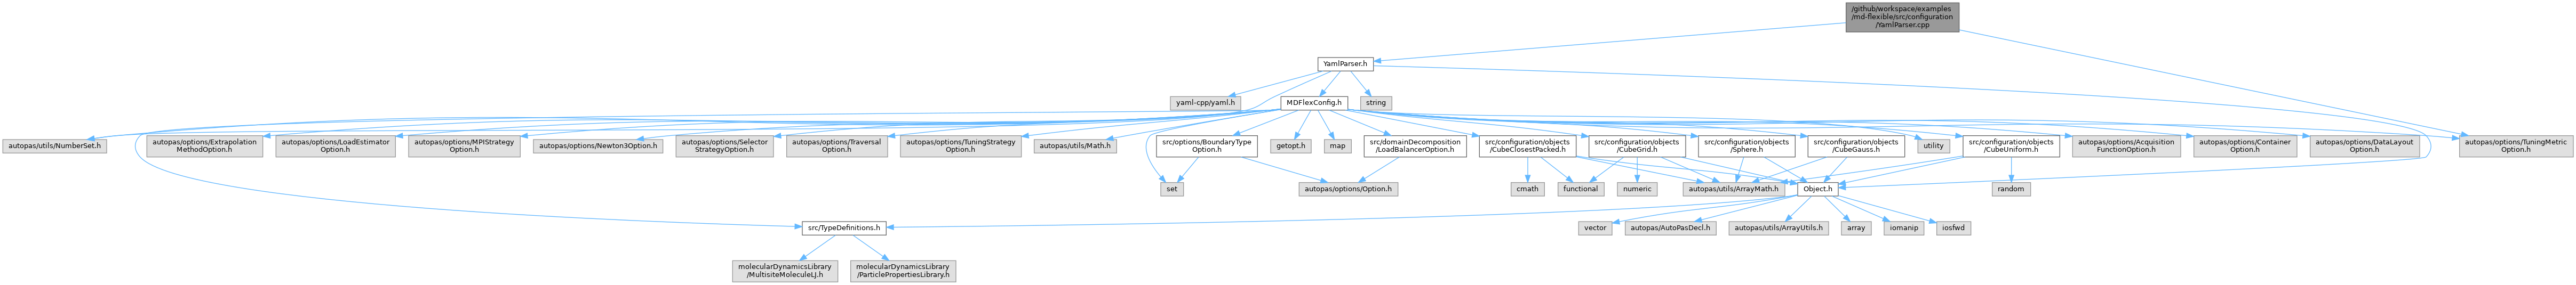 /github/workspace/examples
/md-flexible/src/configuration
/YamlParser.cpp
YamlParser.h
yaml-cpp/yaml.h
MDFlexConfig.h
string
autopas/utils/NumberSet.h
autopas/options/Extrapolation
MethodOption.h
autopas/options/LoadEstimator
Option.h
autopas/options/MPIStrategy
Option.h
autopas/options/Newton3Option.h
autopas/options/Selector
StrategyOption.h
autopas/options/Traversal
Option.h
autopas/options/TuningStrategy
Option.h
autopas/utils/Math.h
src/options/BoundaryType
Option.h
getopt.h
map
src/domainDecomposition
/LoadBalancerOption.h
src/configuration/objects
/CubeClosestPacked.h
src/configuration/objects
/CubeGrid.h
src/configuration/objects
/Sphere.h
src/configuration/objects
/CubeGauss.h
utility
src/configuration/objects
/CubeUniform.h
autopas/options/Acquisition
FunctionOption.h
autopas/options/Container
Option.h
autopas/options/DataLayout
Option.h
autopas/options/TuningMetric
Option.h
set
autopas/options/Option.h
cmath
functional
numeric
autopas/utils/ArrayMath.h
Object.h
random
src/TypeDefinitions.h
vector
autopas/AutoPasDecl.h
autopas/utils/ArrayUtils.h
array
iomanip
iosfwd
molecularDynamicsLibrary
/MultisiteMoleculeLJ.h
molecularDynamicsLibrary
/ParticlePropertiesLibrary.h